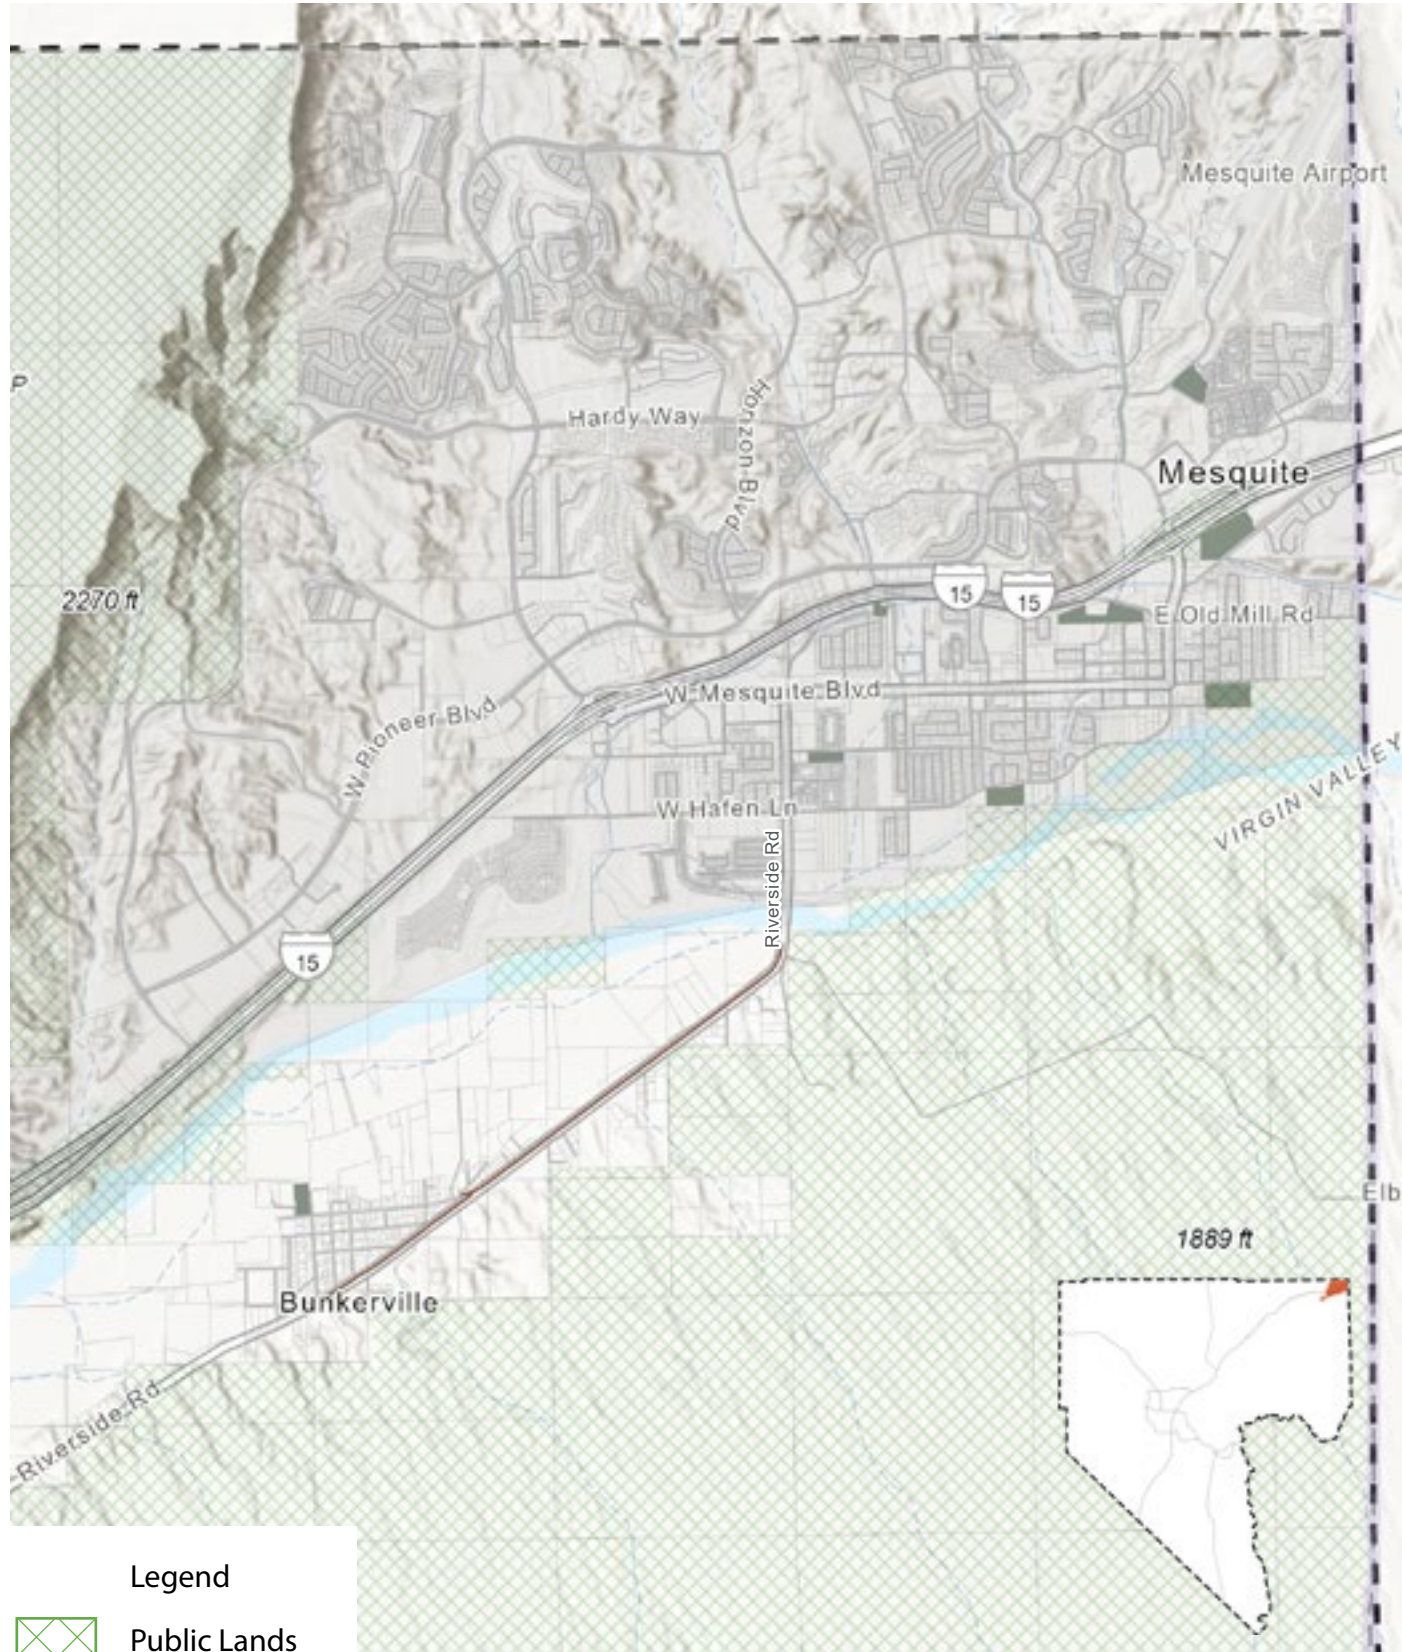 Mesquite Airport
P
Hardy Way
Horizon Blvd
Mesquite
2270 ft
15
15
E Old Mill Rd
W Mesquite Blvd
W Pioneer Blvd
VIRGIN VALLEY
W Hafen Ln
Riverside Rd
15
Elb
1889 ft
Bunkerville
Riverside Rd
Legend
Public Lands